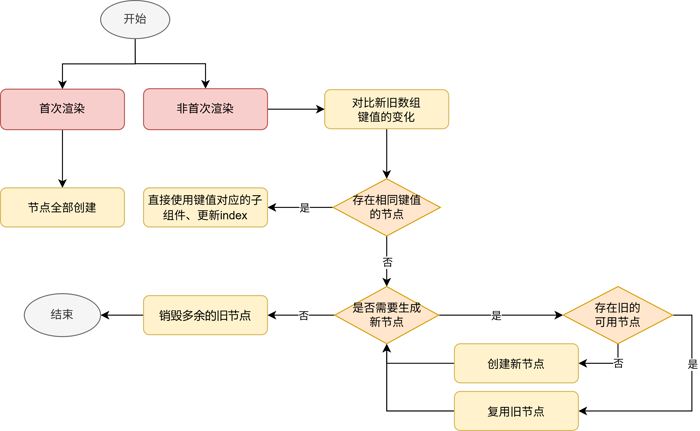 开始
首次渲染
非首次渲染
对比新旧数组
键值的变化
节点全部创建
直接使用键值对应的子
组件、更新index
是
存在相同键值
的节点
否
结束
销毁多余的旧节点
否
是否需要生成
新节点
是
存在旧的
可用节点
创建新节点
否
是
复用旧节点